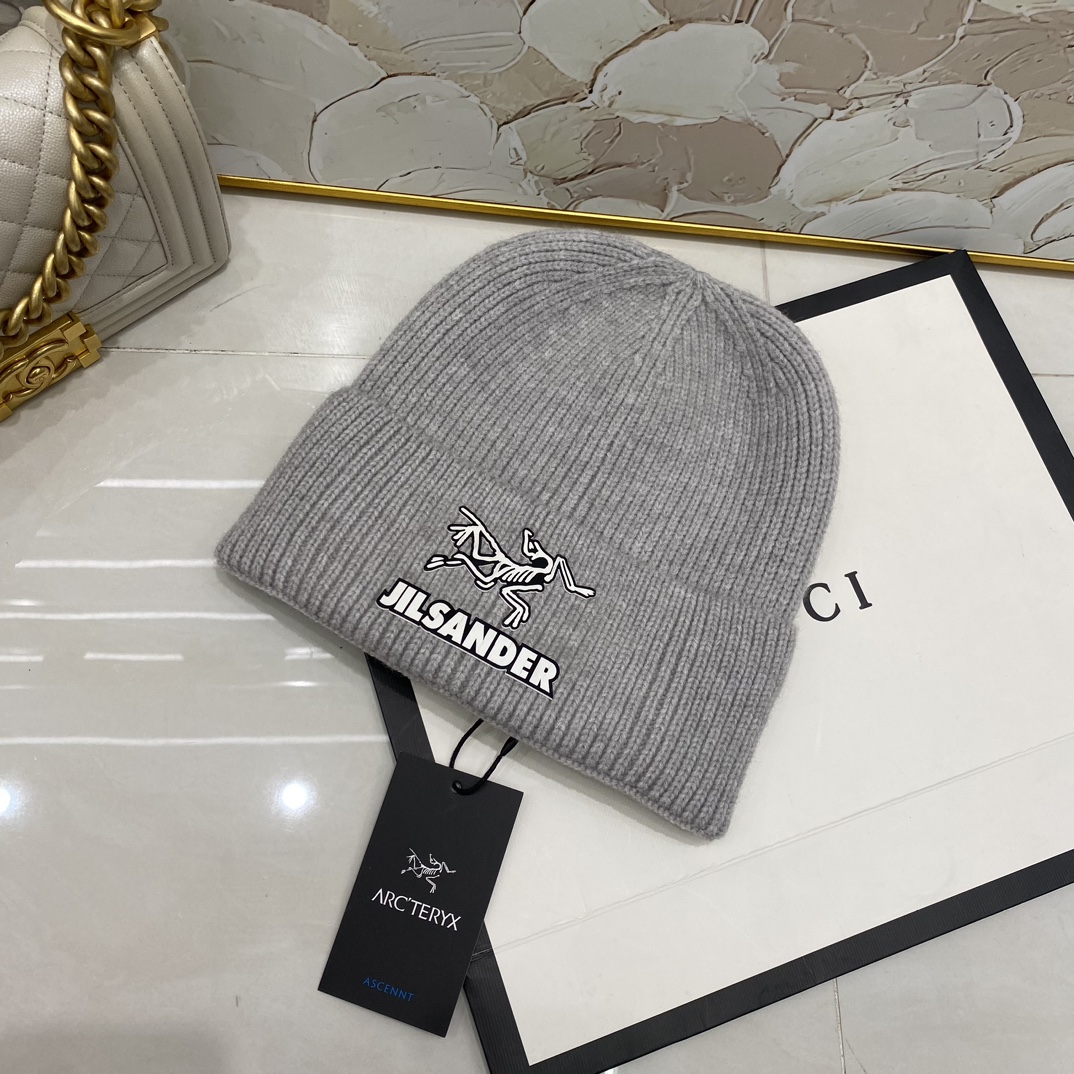 CI
JILSANDER
ARC'TERYX
ASCENNT